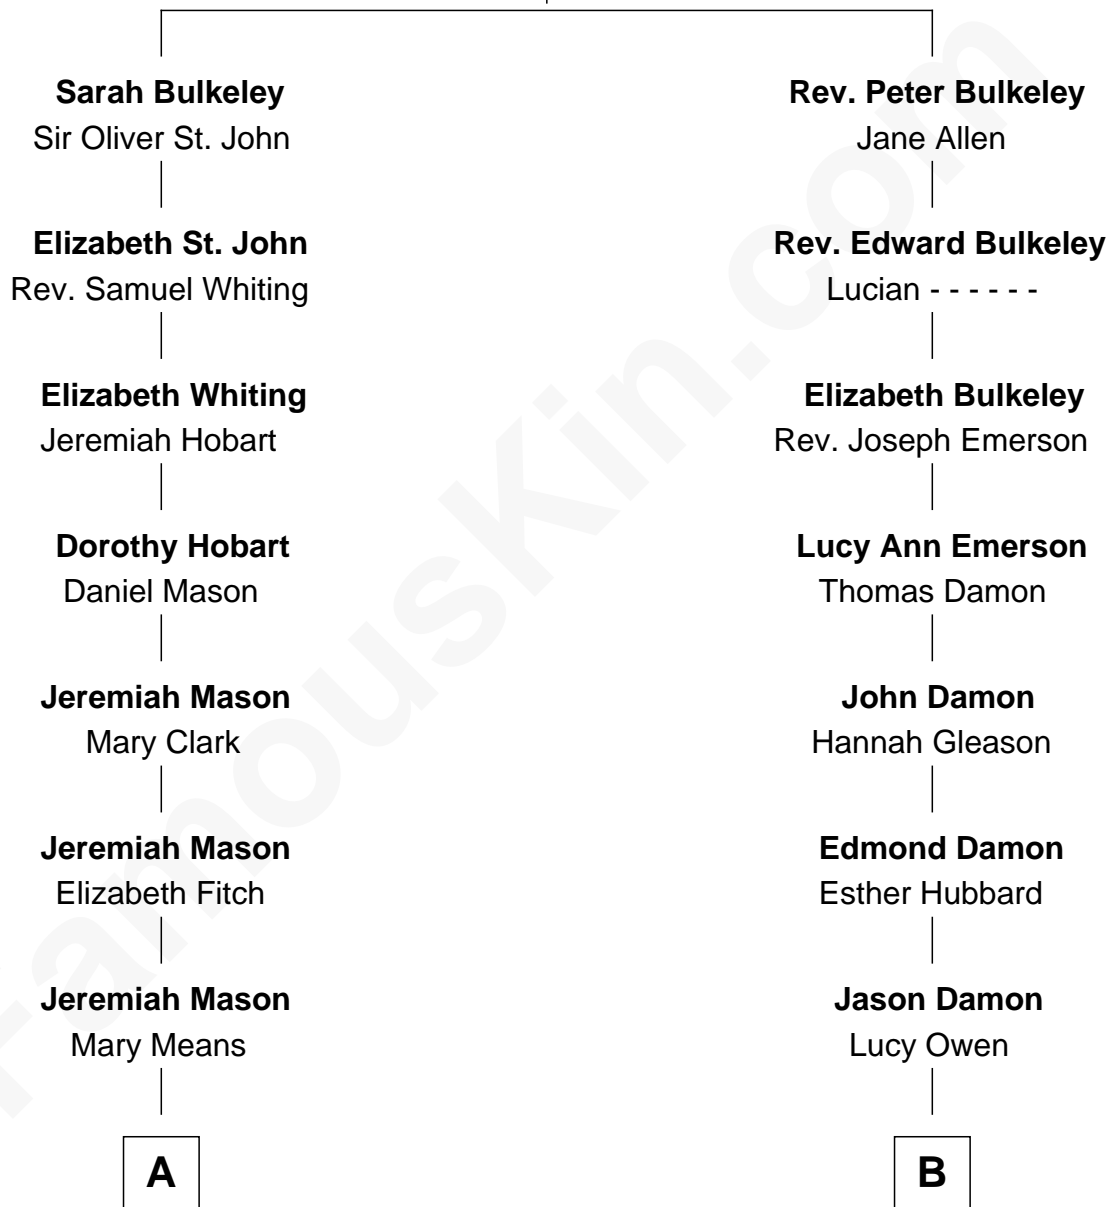 Sarah Bulkeley
Sir Oliver St. John
Elizabeth St. John
Rev. Samuel Whiting
Elizabeth Whiting
Jeremiah Hobart
Dorothy Hobart
Daniel Mason
Jeremiah Mason
Mary Clark
Jeremiah Mason
Elizabeth Fitch
Jeremiah Mason
Mary Means
A
Rev. Peter Bulkeley
Jane Allen
Rev. Edward Bulkeley
Lucian - - - - - -
Elizabeth Bulkeley
Rev. Joseph Emerson
Lucy Ann Emerson
Thomas Damon
John Damon
Hannah Gleason
Edmond Damon
Esther Hubbard
Jason Damon
Lucy Owen
B
FamousKin.com